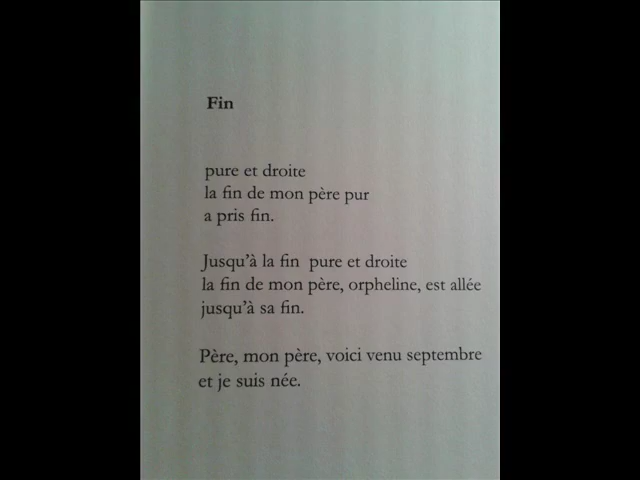 Fin
pure et droite
la fin de mon père pur
a pris fin.
Jusqu'à la fin pure et droite
la fin de mon père, orpheline, est allée
jusqu'à sa fin.
Père, mon père, voici venu septembre
et je suis née.